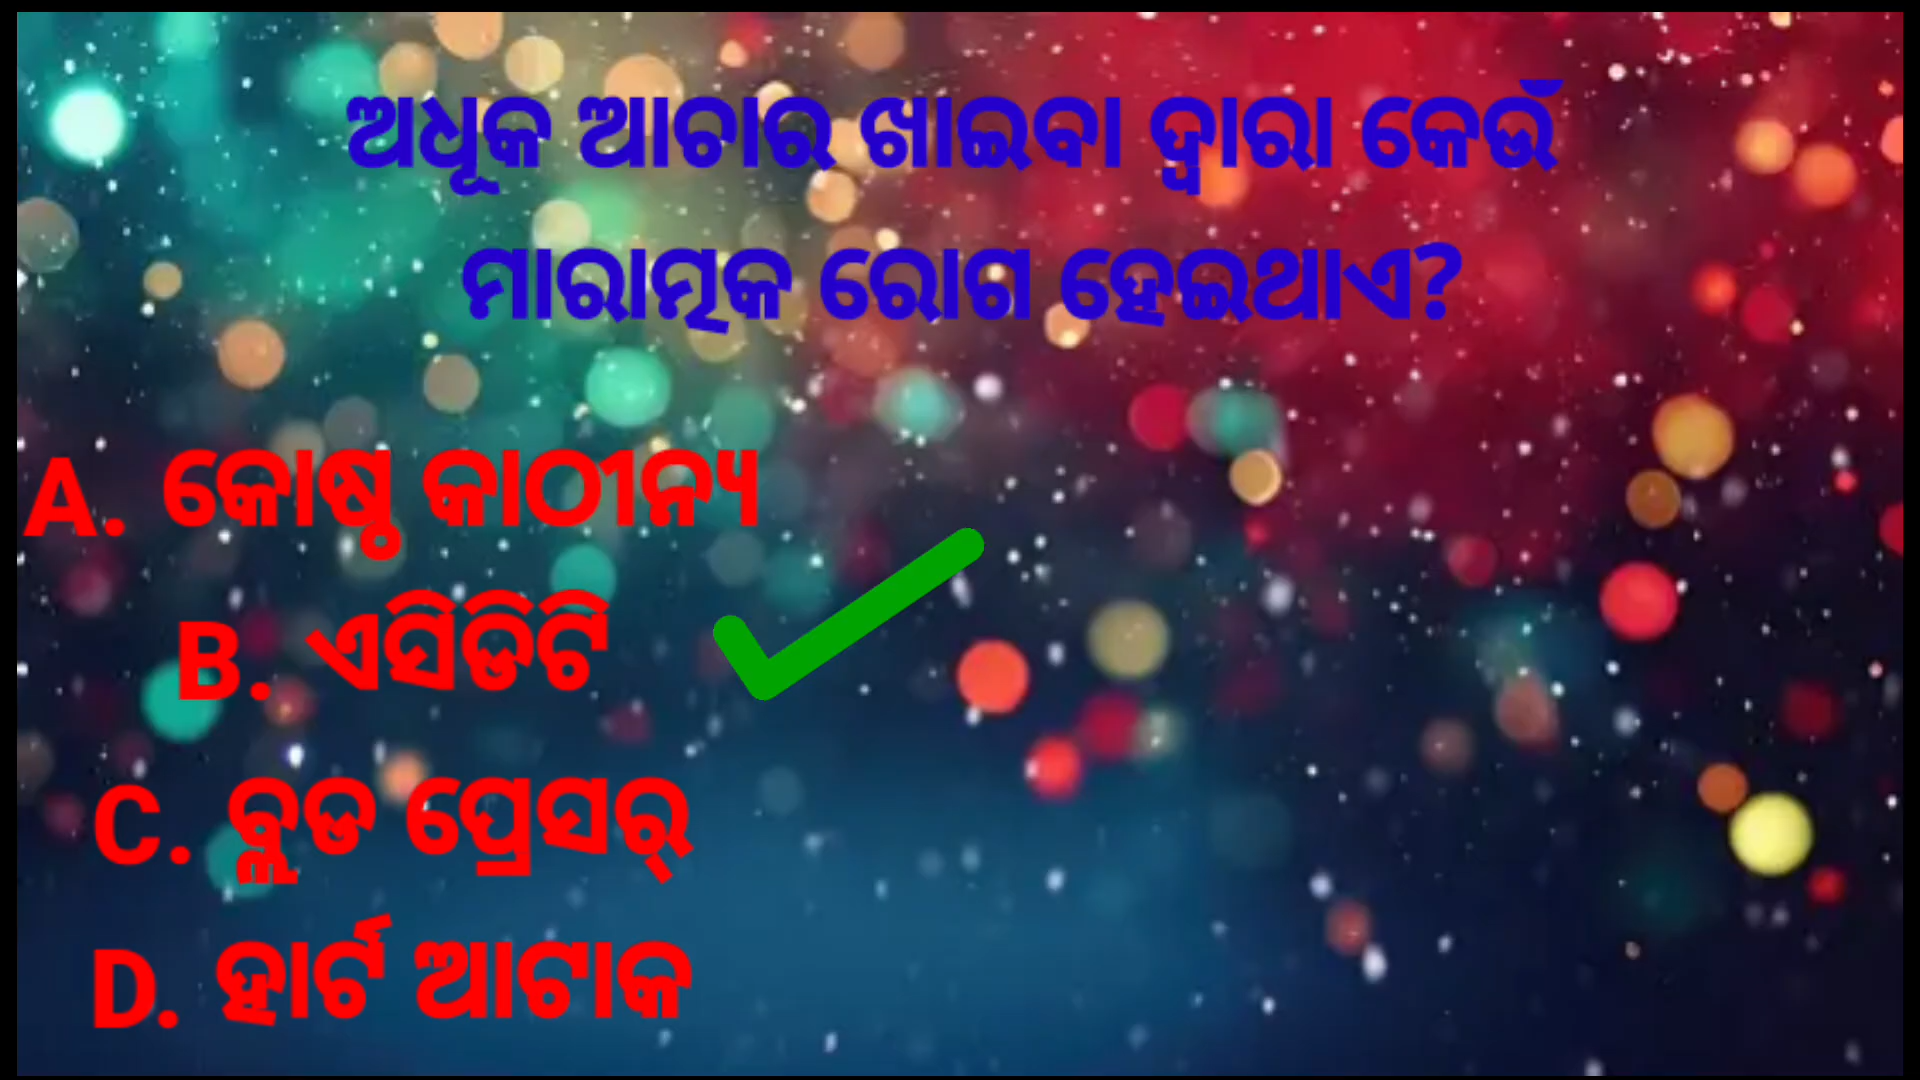 ଅଧୂକ ଆଚାର ଖାଇବା ଦ୍ୱାରା କେଉଁ
ମାରାତ୍ମକ ରୋଗ ହେଇଥାଏ?
A. କୋଷ୍ଠ କାଠୀନ୍ୟ
B. ଏସିଡିଟି
C. ବ୍ଲଡ ପ୍ରେସର୍
D. ହାର୍ଟ ଆଟାକ